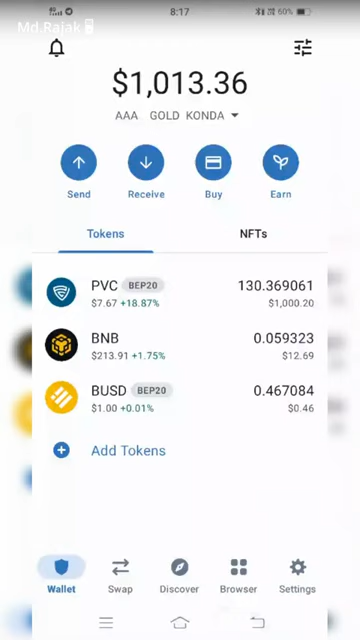 8:17
60%
Md.Rajak
$1,013.36
AAA GOLD KONDA
Send Receive Buy Earn
Tokens NFTs
PVC BEP20 130.369061
$7.67 +18.87% $1,000.20
BNB 0.059323
$213.91 +1.75% $12.69
BUSD BEP20 0.467084
$1.00 +0.01% $0.46
Add Tokens
Wallet Swap Discover Browser Settings